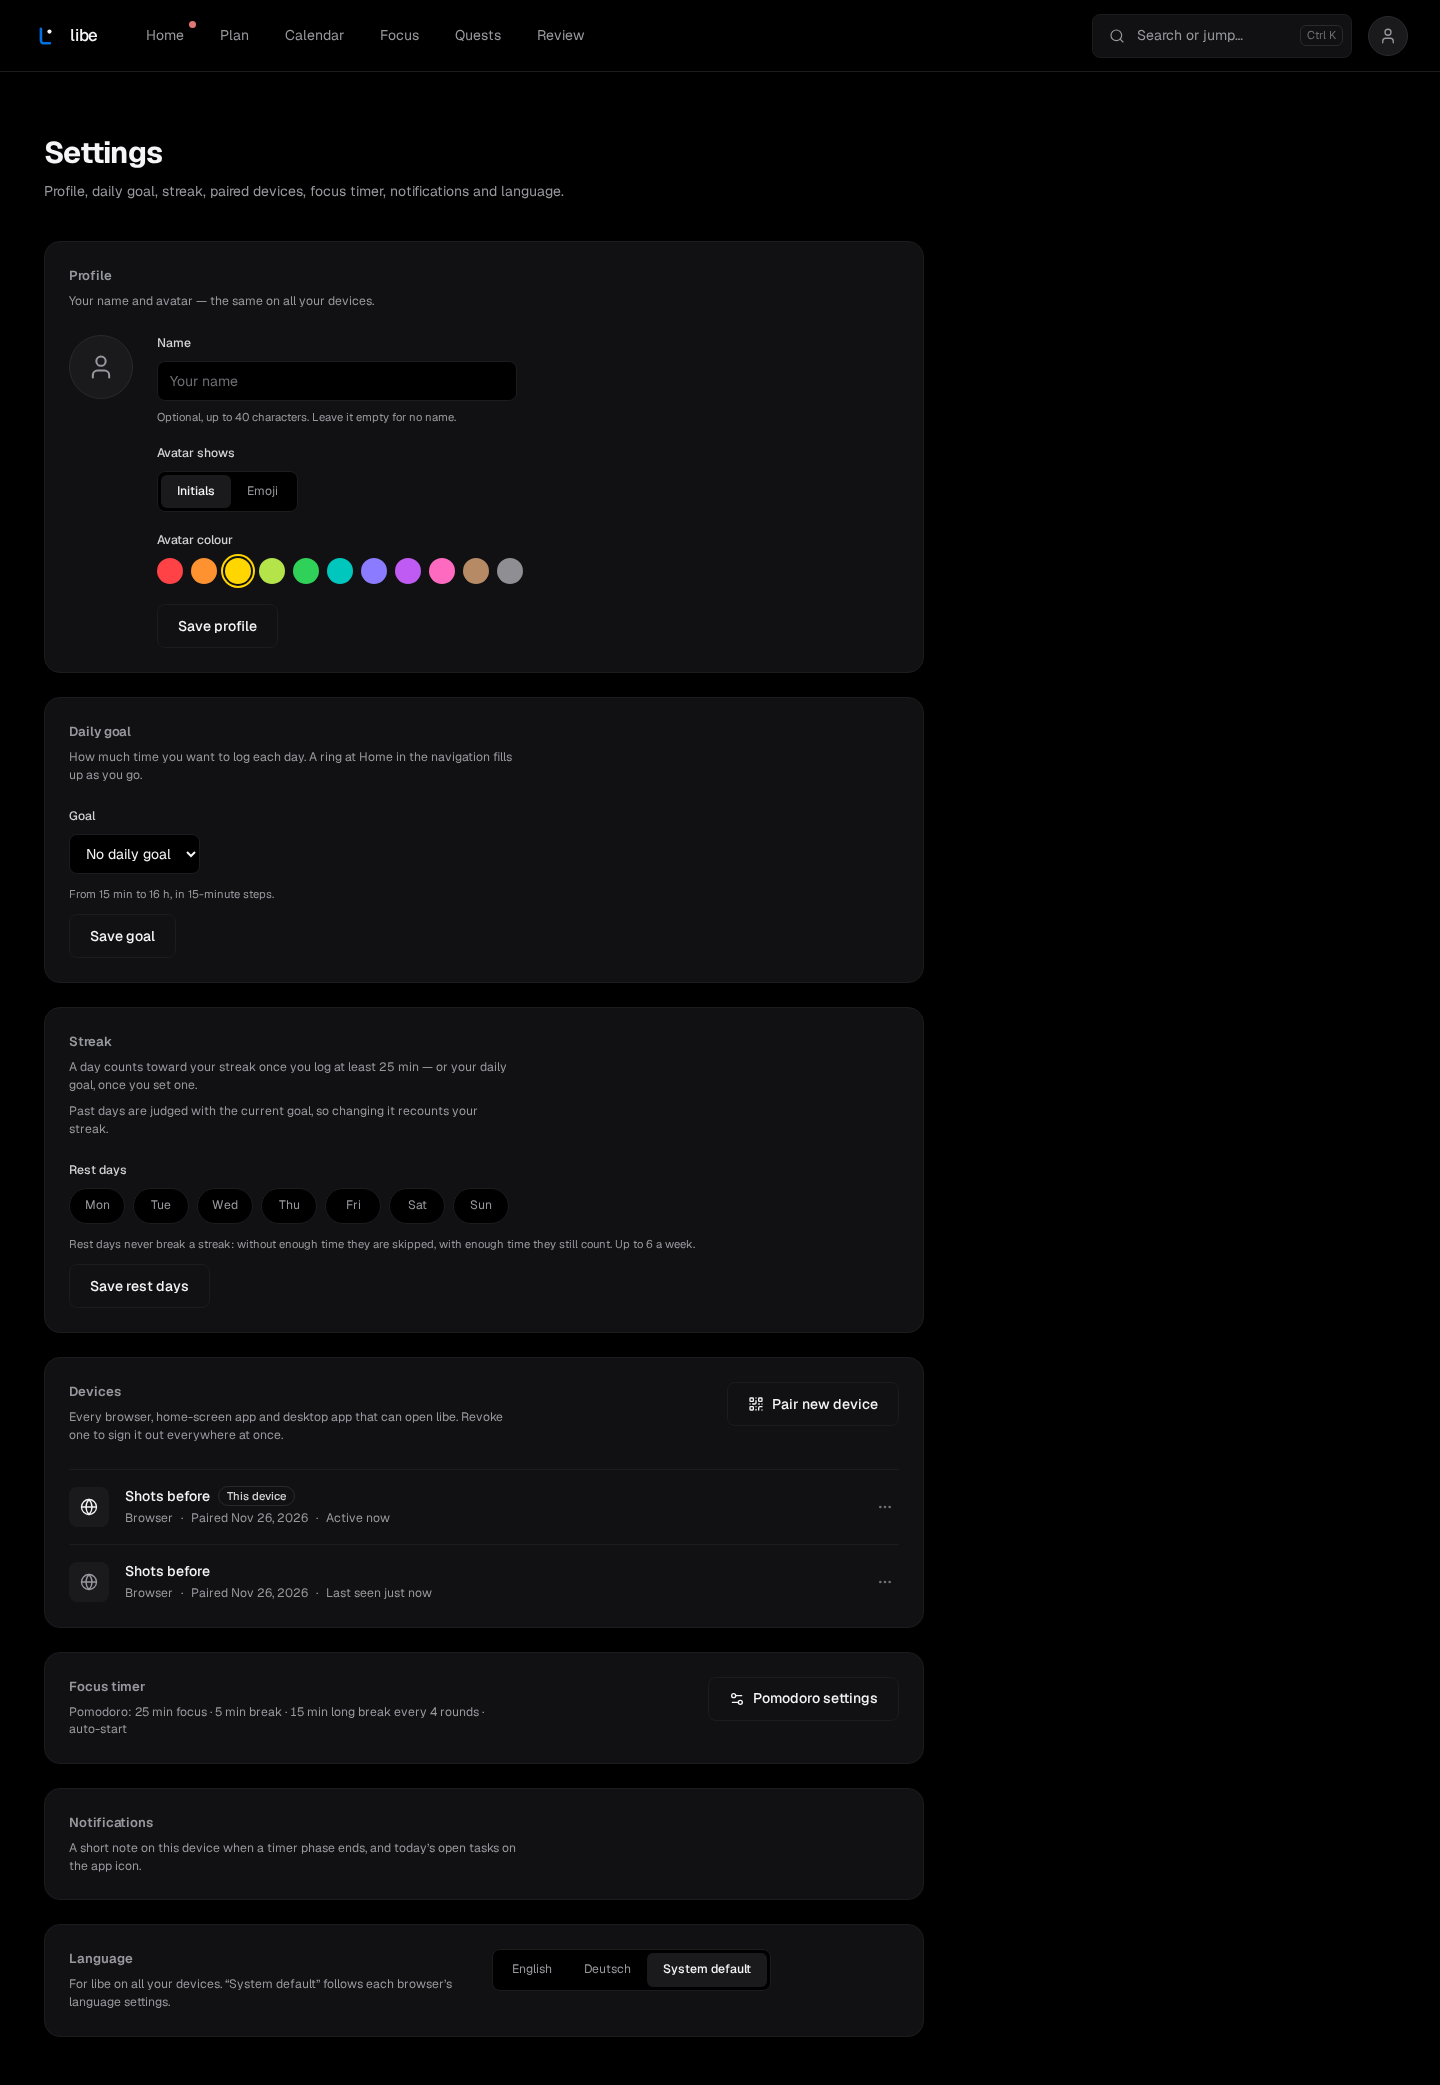 libe
Home
Plan
Calendar
Focus
Quests
Review
Search or jump...
Ctrl K
Settings
Profile, daily goal, streak, paired devices, focus timer, notifications and language.
Profile
Your name and avatar — the same on all your devices.
Name
Your name
Optional, up to 40 characters. Leave it empty for no name.
Avatar shows
Initials
Emoji
Avatar colour
Save profile
Daily goal
How much time you want to log each day. A ring at Home in the navigation fills
up as you go.
Goal
No daily goal
From 15 min to 16 h, in 15-minute steps.
Save goal
Streak
A day counts toward your streak once you log at least 25 min — or your daily
goal, once you set one.
Past days are judged with the current goal, so changing it recounts your
streak.
Rest days
Mon
Tue
Wed
Thu
Fri
Sat
Sun
Rest days never break a streak: without enough time they are skipped, with enough time they still count. Up to 6 a week.
Save rest days
Devices
Pair new device
Every browser, home-screen app and desktop app that can open libe. Revoke
one to sign it out everywhere at once.
Shots before
This device
Browser · Paired Nov 26, 2026 · Active now
Shots before
Browser · Paired Nov 26, 2026 · Last seen just now
Focus timer
Pomodoro settings
Pomodoro: 25 min focus · 5 min break · 15 min long break every 4 rounds ·
auto-start
Notifications
A short note on this device when a timer phase ends, and today's open tasks on
the app icon.
Language
English
Deutsch
System default
For libe on all your devices. “System default” follows each browser's
language settings.